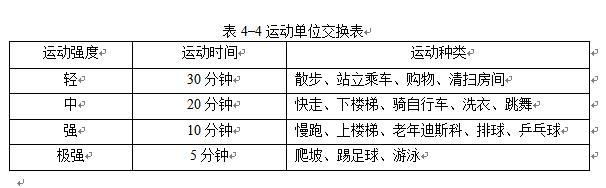 表 4–4 运动单位交换表
运动强度 运动时间 运动种类
轻 30 分钟 散步、站立乘车、购物、清扫房间
中 20 分钟 快走、下楼梯、骑自行车、洗衣、跳舞
强 10 分钟 慢跑、上楼梯、老年迪斯科、排球、乒乓球
极强 5 分钟 爬坡、踢足球、游泳